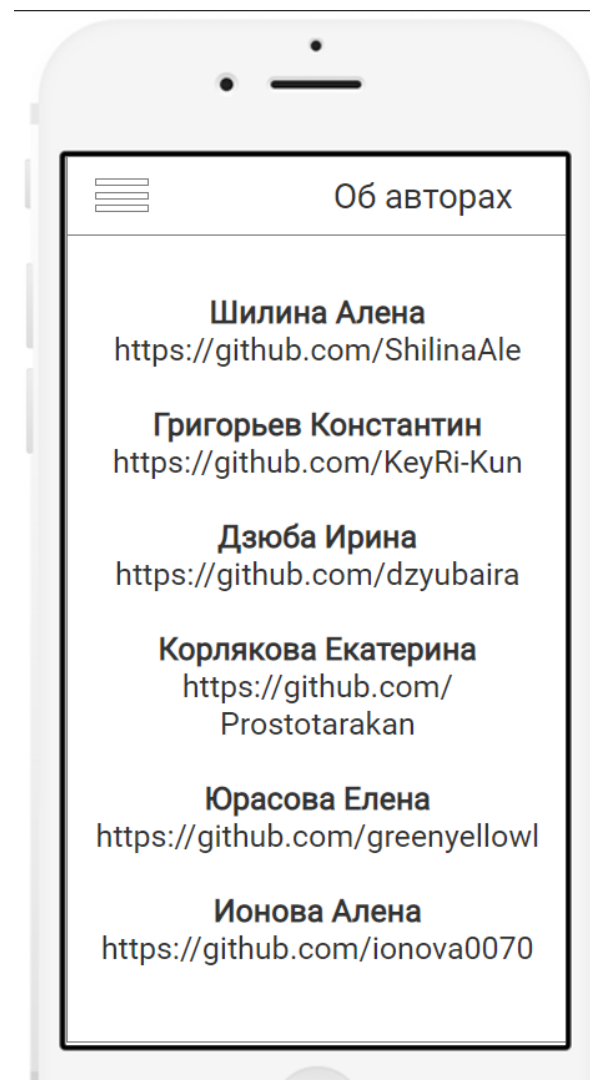 Об авторах
Шилина Алена
https://github.com/ShilinaAle
Григорьев Константин
https://github.com/KeyRi-Kun
Дзюба Ирина
https://github.com/dzyubaira
Корлякова Екатерина
https://github.com/
Prostotarakan
Юрасова Елена
https://github.com/greenyellowl
Ионова Алена
https://github.com/ionova0070